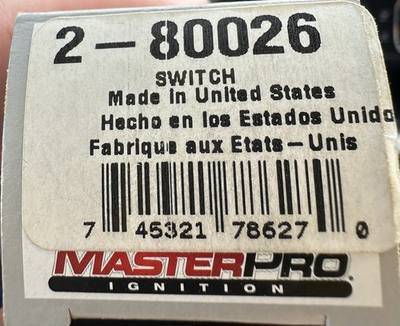 2-80026
SWITCH
Made in United States
Hecho en los Estados Unido
Fabrique aux Etats-Unis
7 45321 78627 0
MASTERPRO.
IGNITION